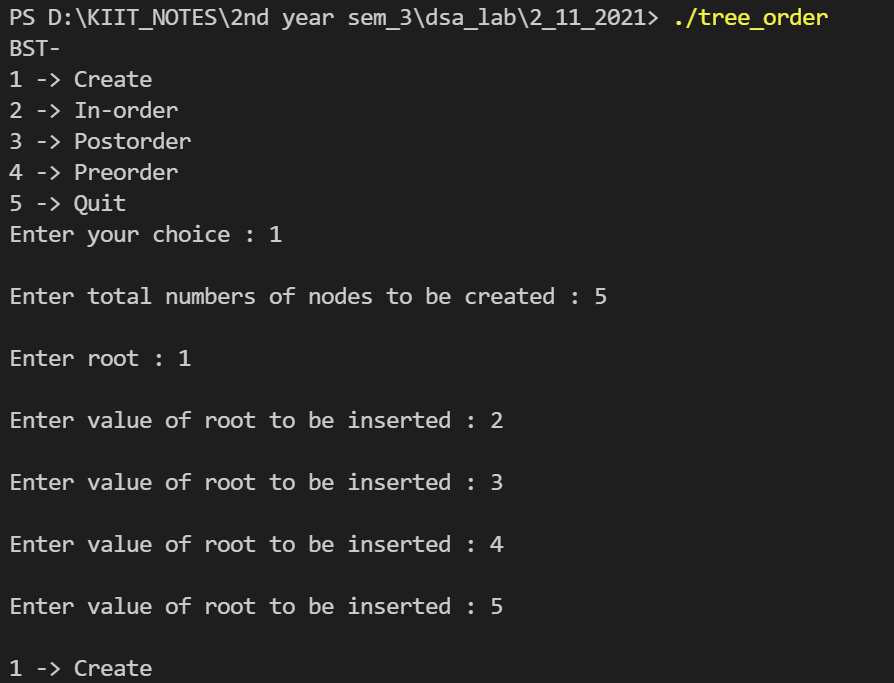 PS D:\KIIT_NOTES\2nd year sem_3\dsa_lab\2_11_2021> ./tree_order
BST-
1 -> Create
2 -> In-order
3 -> Postorder
4 -> Preorder
5 -> Quit
Enter your choice : 1
Enter total numbers of nodes to be created : 5
Enter root : 1
Enter value of root to be inserted : 2
Enter value of root to be inserted : 3
Enter value of root to be inserted : 4
Enter value of root to be inserted : 5
1 -> Create